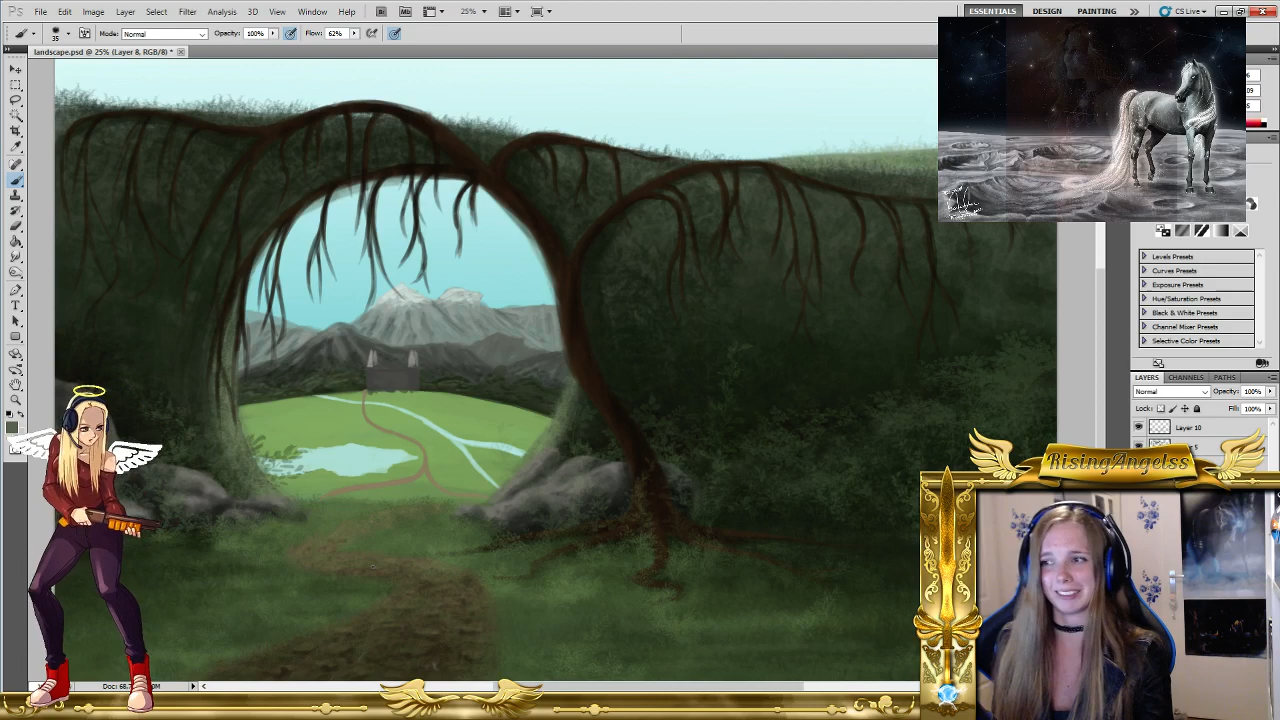 Ps File Edit Image Layer Select Filter Analysis 3D View Window Help Br Mb 25% ESSENTIALS DESIGN PAINTING CS Live
35 Mode: Normal Opacity: 100% Flow: 62%
landscape.psd @ 25% (Layer 8, RGB/8) *
Levels Presets
Curves Presets
Exposure Presets
Hue/Saturation Presets
Black & White Presets
Channel Mixer Presets
Selective Color Presets
LAYERS CHANNELS PATHS
Normal Opacity: 100%
Lock: Fill: 100%
Layer 10
RisingAngelss